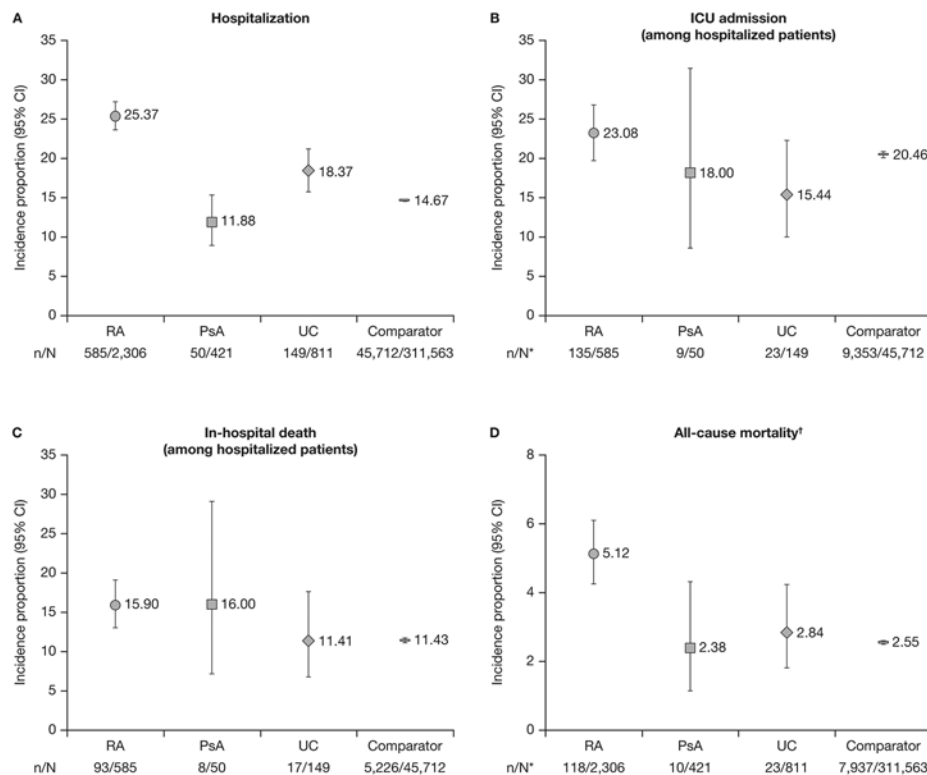 A
Hospitalization
Incidence proportion (95% CI)
35
30
25
20
15
10
5
0
25.37
11.88
18.37
14.67
RA PsA UC Comparator
n/N 585/2,306 50/421 149/811 45,712/311,563
B
ICU admission
(among hospitalized patients)
Incidence proportion (95% CI)
35
30
25
20
15
10
5
0
23.08
18.00
15.44
20.46
RA PsA UC Comparator
n/N* 135/585 9/50 23/149 9,353/45,712
C
In-hospital death
(among hospitalized patients)
Incidence proportion (95% CI)
35
30
25
20
15
10
5
0
15.90
16.00
11.41
11.43
RA PsA UC Comparator
n/N 93/585 8/50 17/149 5,226/45,712
D
All-cause mortality†
Incidence proportion (95% CI)
8
6
4
2
0
5.12
2.38
2.84
2.55
RA PsA UC Comparator
n/N* 118/2,306 10/421 23/811 7,937/311,563